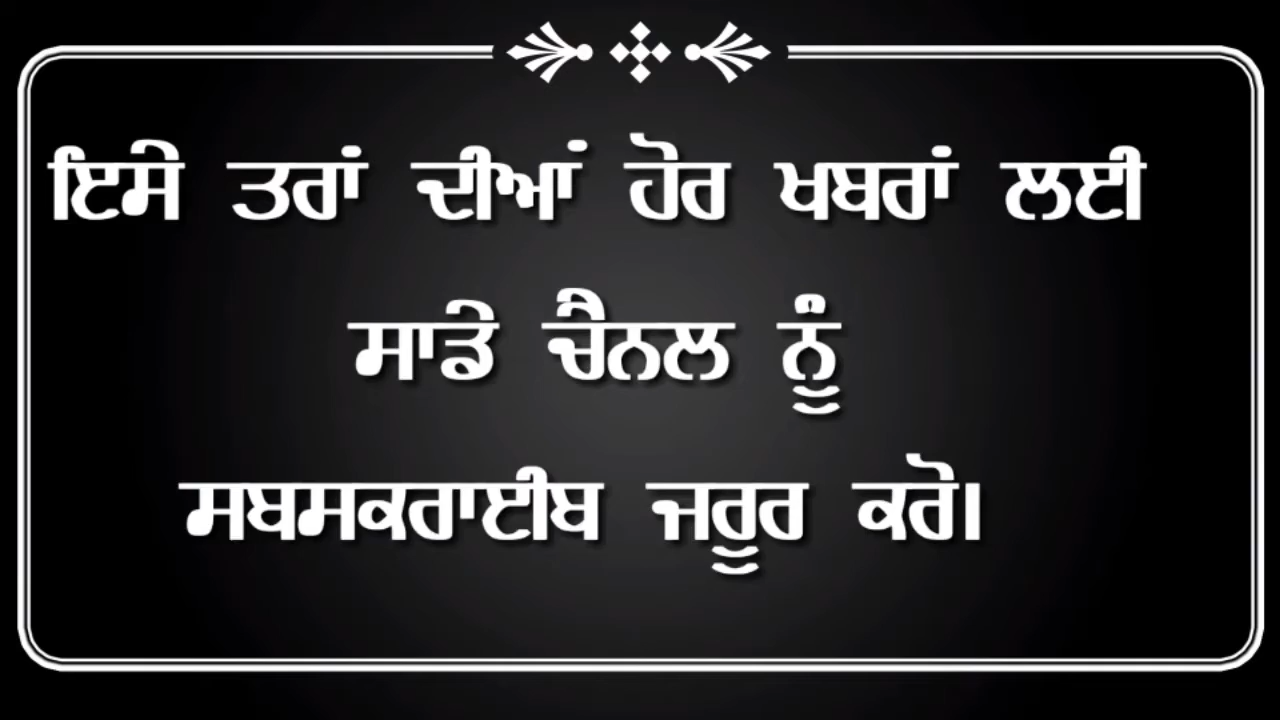 ਇਸੇ ਤਰਾਂ ਦੀਆਂ ਹੋਰ ਖਬਰਾਂ ਲਈ
ਸਾਡੇ ਚੈਨਲ ਨੂੰ
ਸਬਸਕਰਾਈਬ ਜਰੂਰ ਕਰੋ।